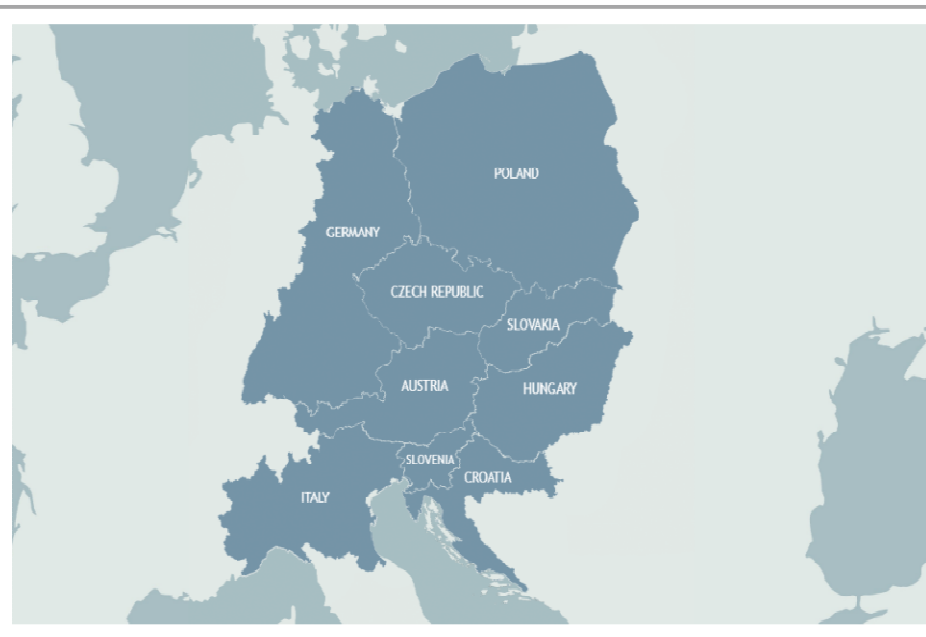 POLAND
GERMANY
CZECH REPUBLIC
SLOVAKIA
AUSTRIA
HUNGARY
SLOVENIA
CROATIA
ITALY